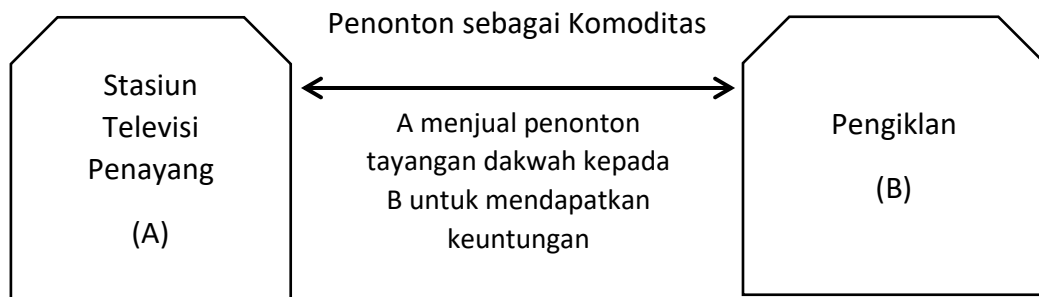 Penonton sebagai Komoditas
Stasiun
Televisi
Penayang
(A)
A menjual penonton
tayangan dakwah kepada
B untuk mendapatkan
keuntungan
Pengiklan
(B)